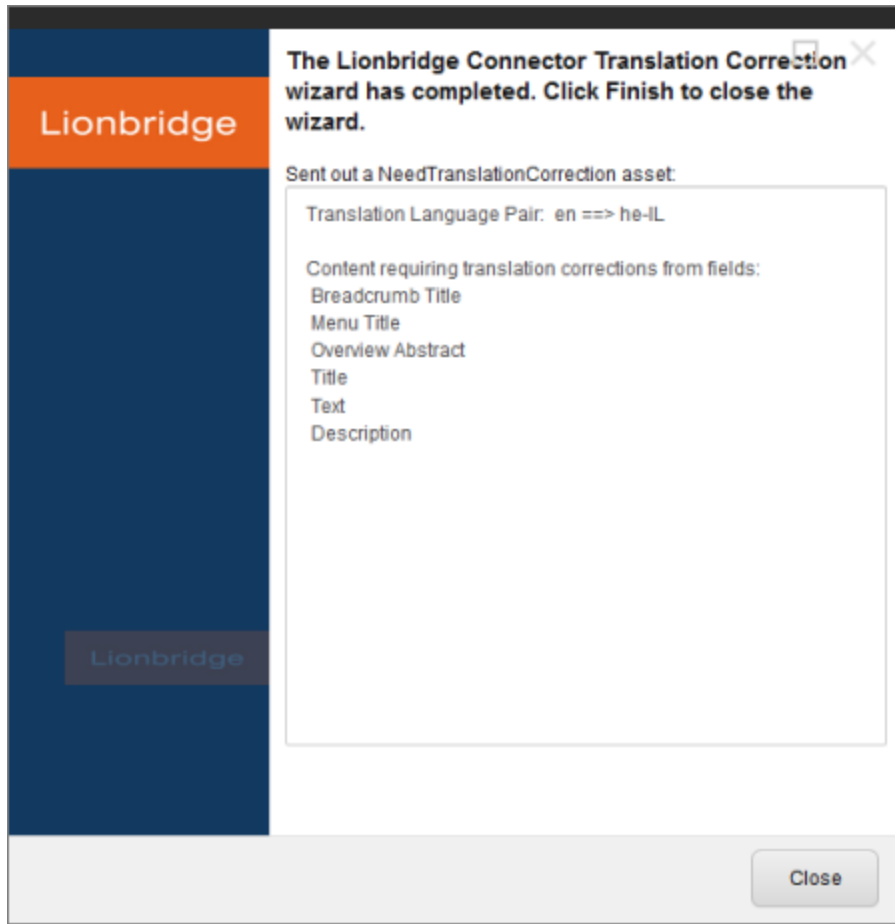 The Lionbridge Connector Translation Correction
wizard has completed. Click Finish to close the
wizard.
Lionbridge
Sent out a NeedTranslationCorrection asset:
Translation Language Pair:  en ==> he-IL
Content requiring translation corrections from fields:
Breadcrumb Title
Menu Title
Overview Abstract
Title
Text
Description
Lionbridge
Close